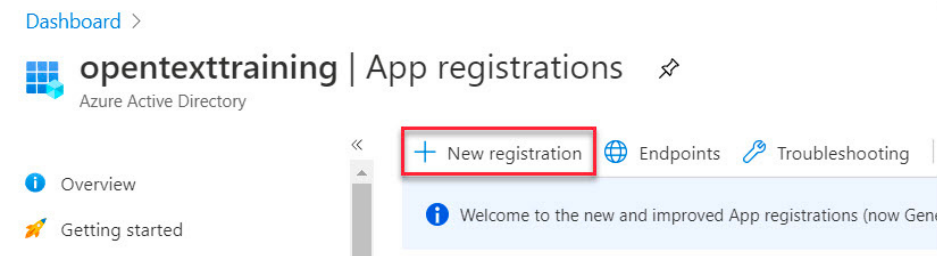 Dashboard >
opentexttraining | App registrations
Azure Active Directory
«
+ New registration Endpoints Troubleshooting
Overview
Welcome to the new and improved App registrations (now Gene
Getting started